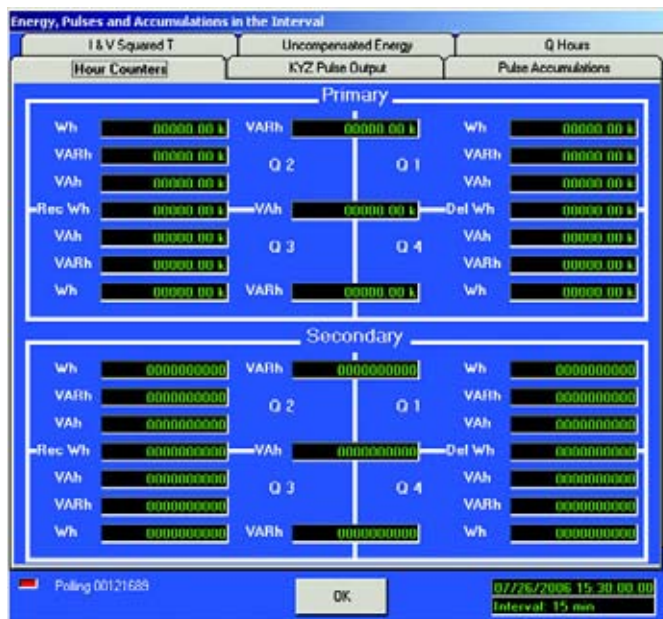 Energy, Pulses and Accumulations in the Interval
I & V Squared T Uncompensated Energy Q Hours
Hour Counters KYZ Pulse Output Pulse Accumulations
Primary
Wh 00000.00 k VARh 00000.00 k Wh 00000.00 k
VARh 00000.00 k VARh 00000.00 k
Q 2 Q 1
VAh 00000.00 k VAh 00000.00 k
Rec Wh 00000.00 k VAh 00000.00 k Del Wh 00000.00 k
VAh 00000.00 k VAh 00000.00 k
Q 3 Q 4
VARh 00000.00 k VARh 00000.00 k
Wh 00000.00 k VARh 00000.00 k Wh 00000.00 k
Secondary
Wh 0000000000 VARh 0000000000 Wh 0000000000
VARh 0000000000 VARh 0000000000
Q 2 Q 1
VAh 0000000000 VAh 0000000000
Rec Wh 0000000000 VAh 0000000000 Del Wh 0000000000
VAh 0000000000 VAh 0000000000
Q 3 Q 4
VARh 0000000000 VARh 0000000000
Wh 0000000000 VARh 0000000000 Wh 0000000000
Polling 00121689 OK 07/26/2006 15:30:00.00
Interval: 15 min